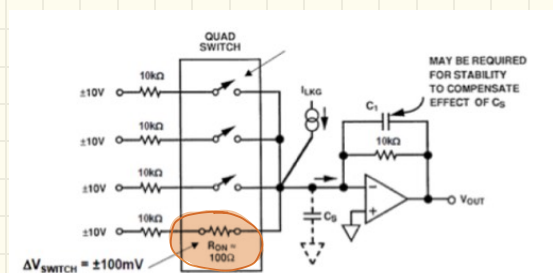 QUAD
SWITCH
10kΩ
±10V
10kΩ
±10V
10kΩ
±10V
10kΩ
±10V
RON =
100Ω
ΔVSWITCH = ±100mV
ILKG
CS
C1
10kΩ
MAY BE REQUIRED
FOR STABILITY
TO COMPENSATE
EFFECT OF CS
−
+
VOUT